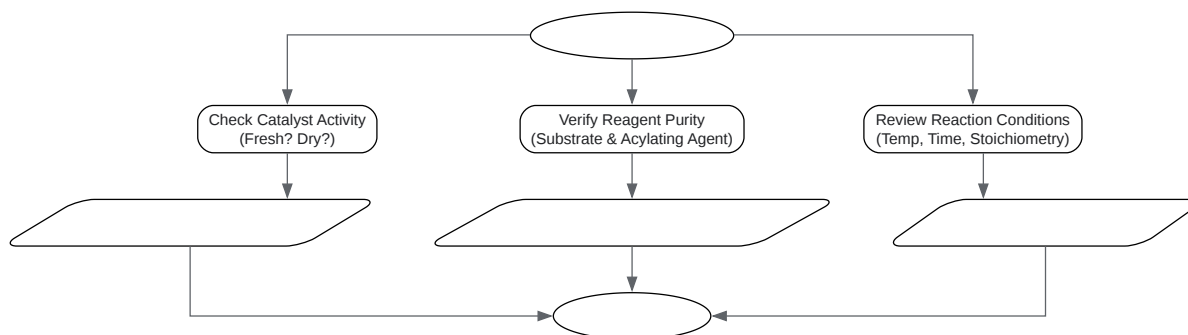 Check Catalyst Activity
(Fresh? Dry?)
Verify Reagent Purity
(Substrate & Acylating Agent)
Review Reaction Conditions
(Temp, Time, Stoichiometry)